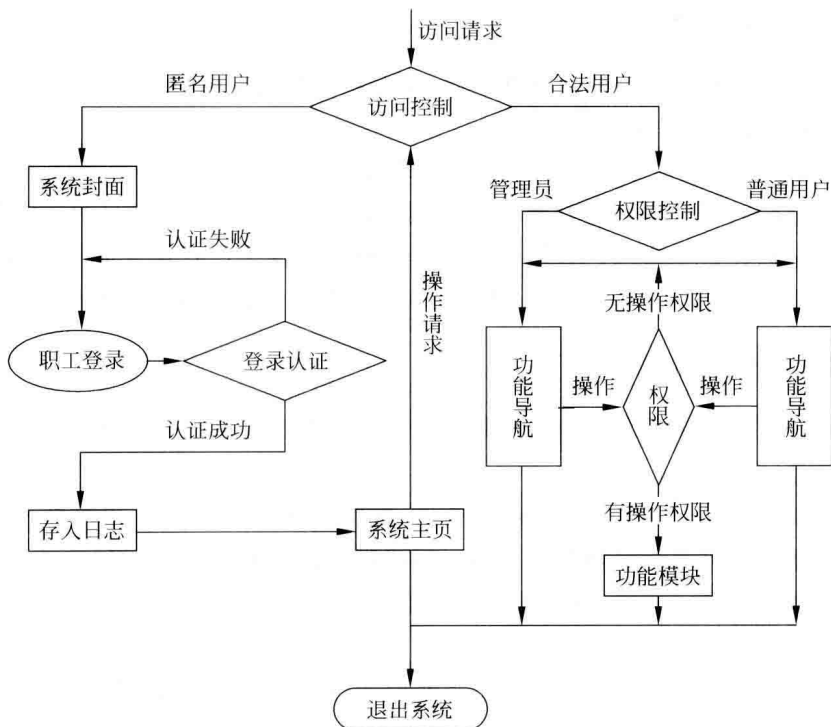 访问请求
匿名用户
访问控制
合法用户
系统封面
管理员
权限控制
普通用户
认证失败
操作请求
无操作权限
职工登录
登录认证
功能导航
操作
权限
操作
功能导航
认证成功
存入日志
系统主页
有操作权限
功能模块
退出系统